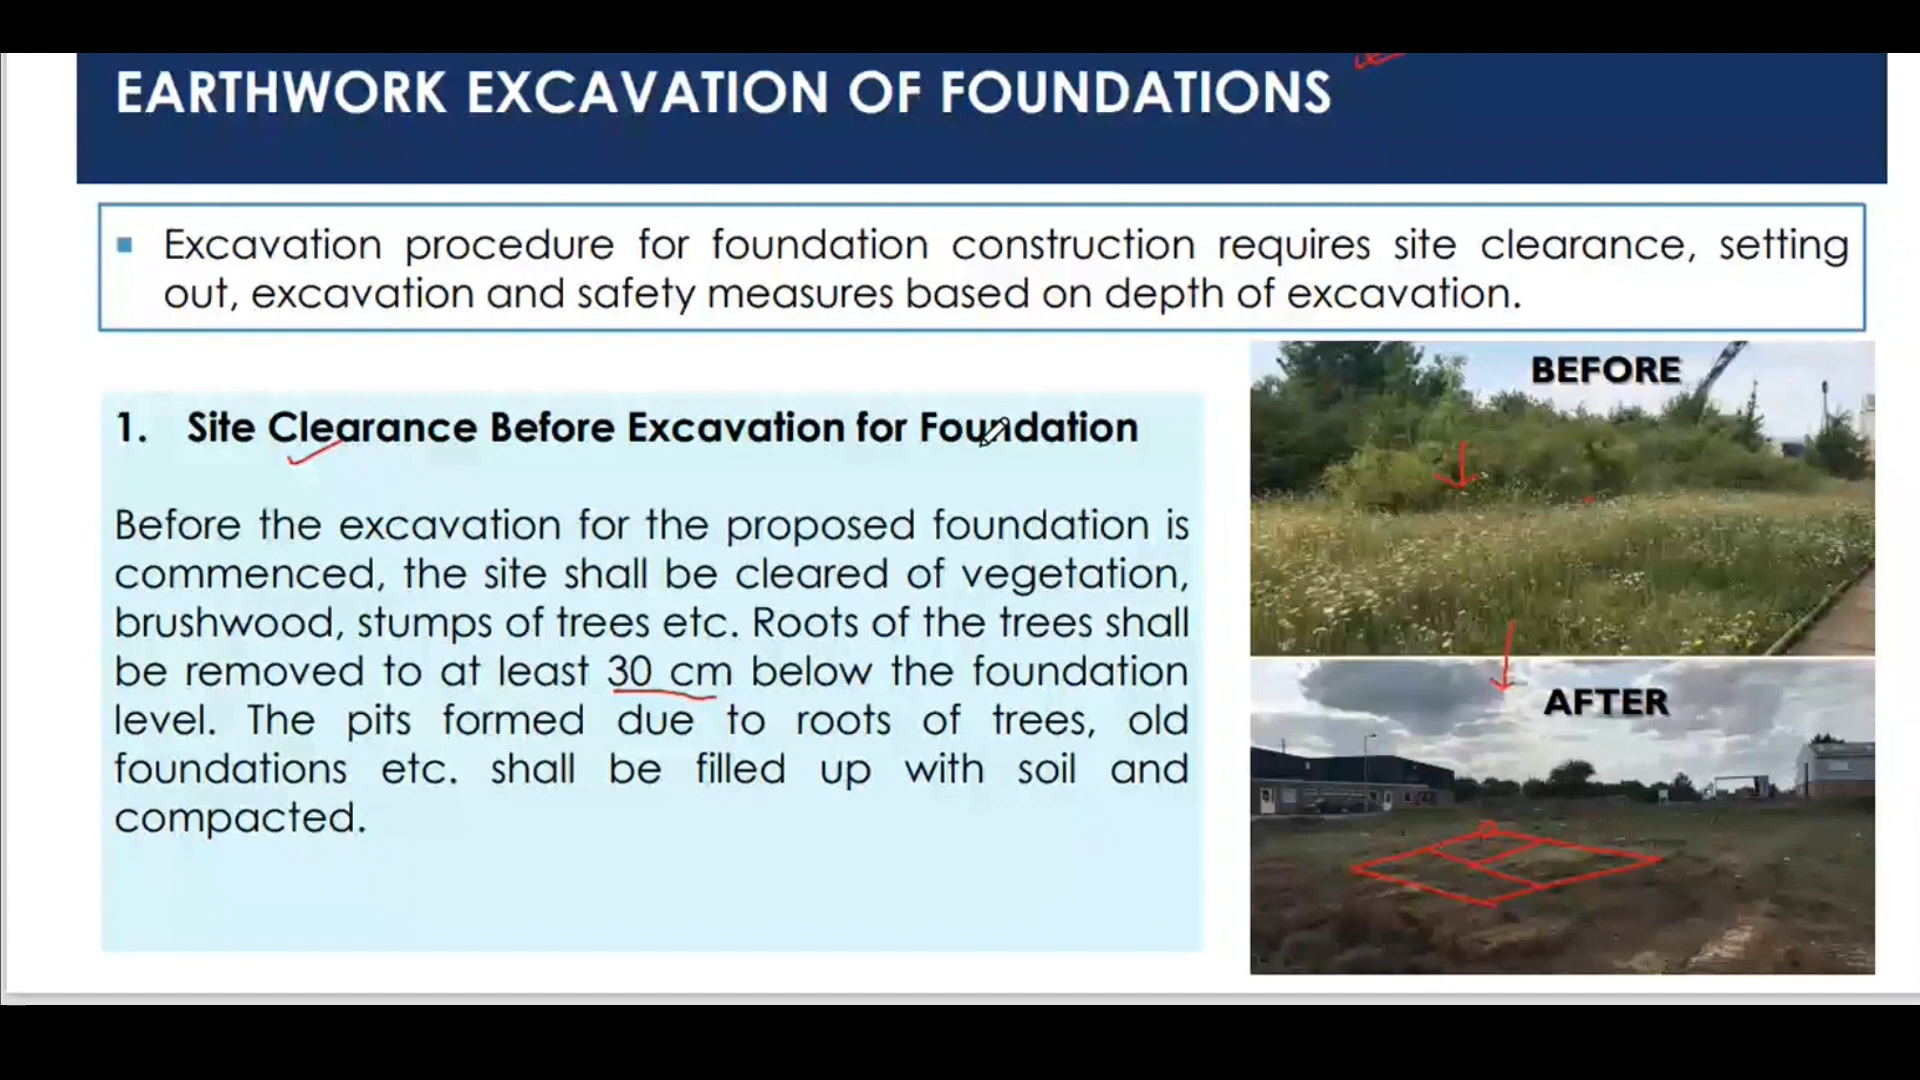 EARTHWORK EXCAVATION OF FOUNDATIONS
Excavation procedure for foundation construction requires site clearance, setting
out, excavation and safety measures based on depth of excavation.
1. Site Clearance Before Excavation for Foundation
Before the excavation for the proposed foundation is
commenced, the site shall be cleared of vegetation,
brushwood, stumps of trees etc. Roots of the trees shall
be removed to at least 30 cm below the foundation
level. The pits formed due to roots of trees, old
foundations etc. shall be filled up with soil and
compacted.
BEFORE
AFTER